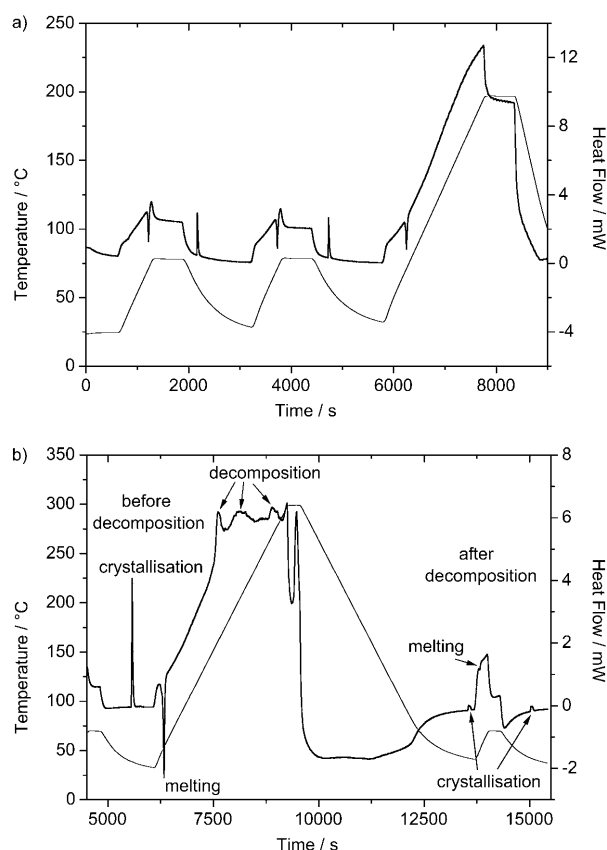 a)
250
200
150
100
50
0
Temperature / °C
12
8
4
0
-4
Heat Flow / mW
0
2000
4000
6000
8000
Time / s
b)
350
300
250
200
150
100
50
0
Temperature / °C
decomposition
before
decomposition
crystallisation
melting
after
decomposition
melting
crystallisation
8
6
4
2
0
-2
Heat Flow / mW
5000
7500
10000
12500
15000
Time / s